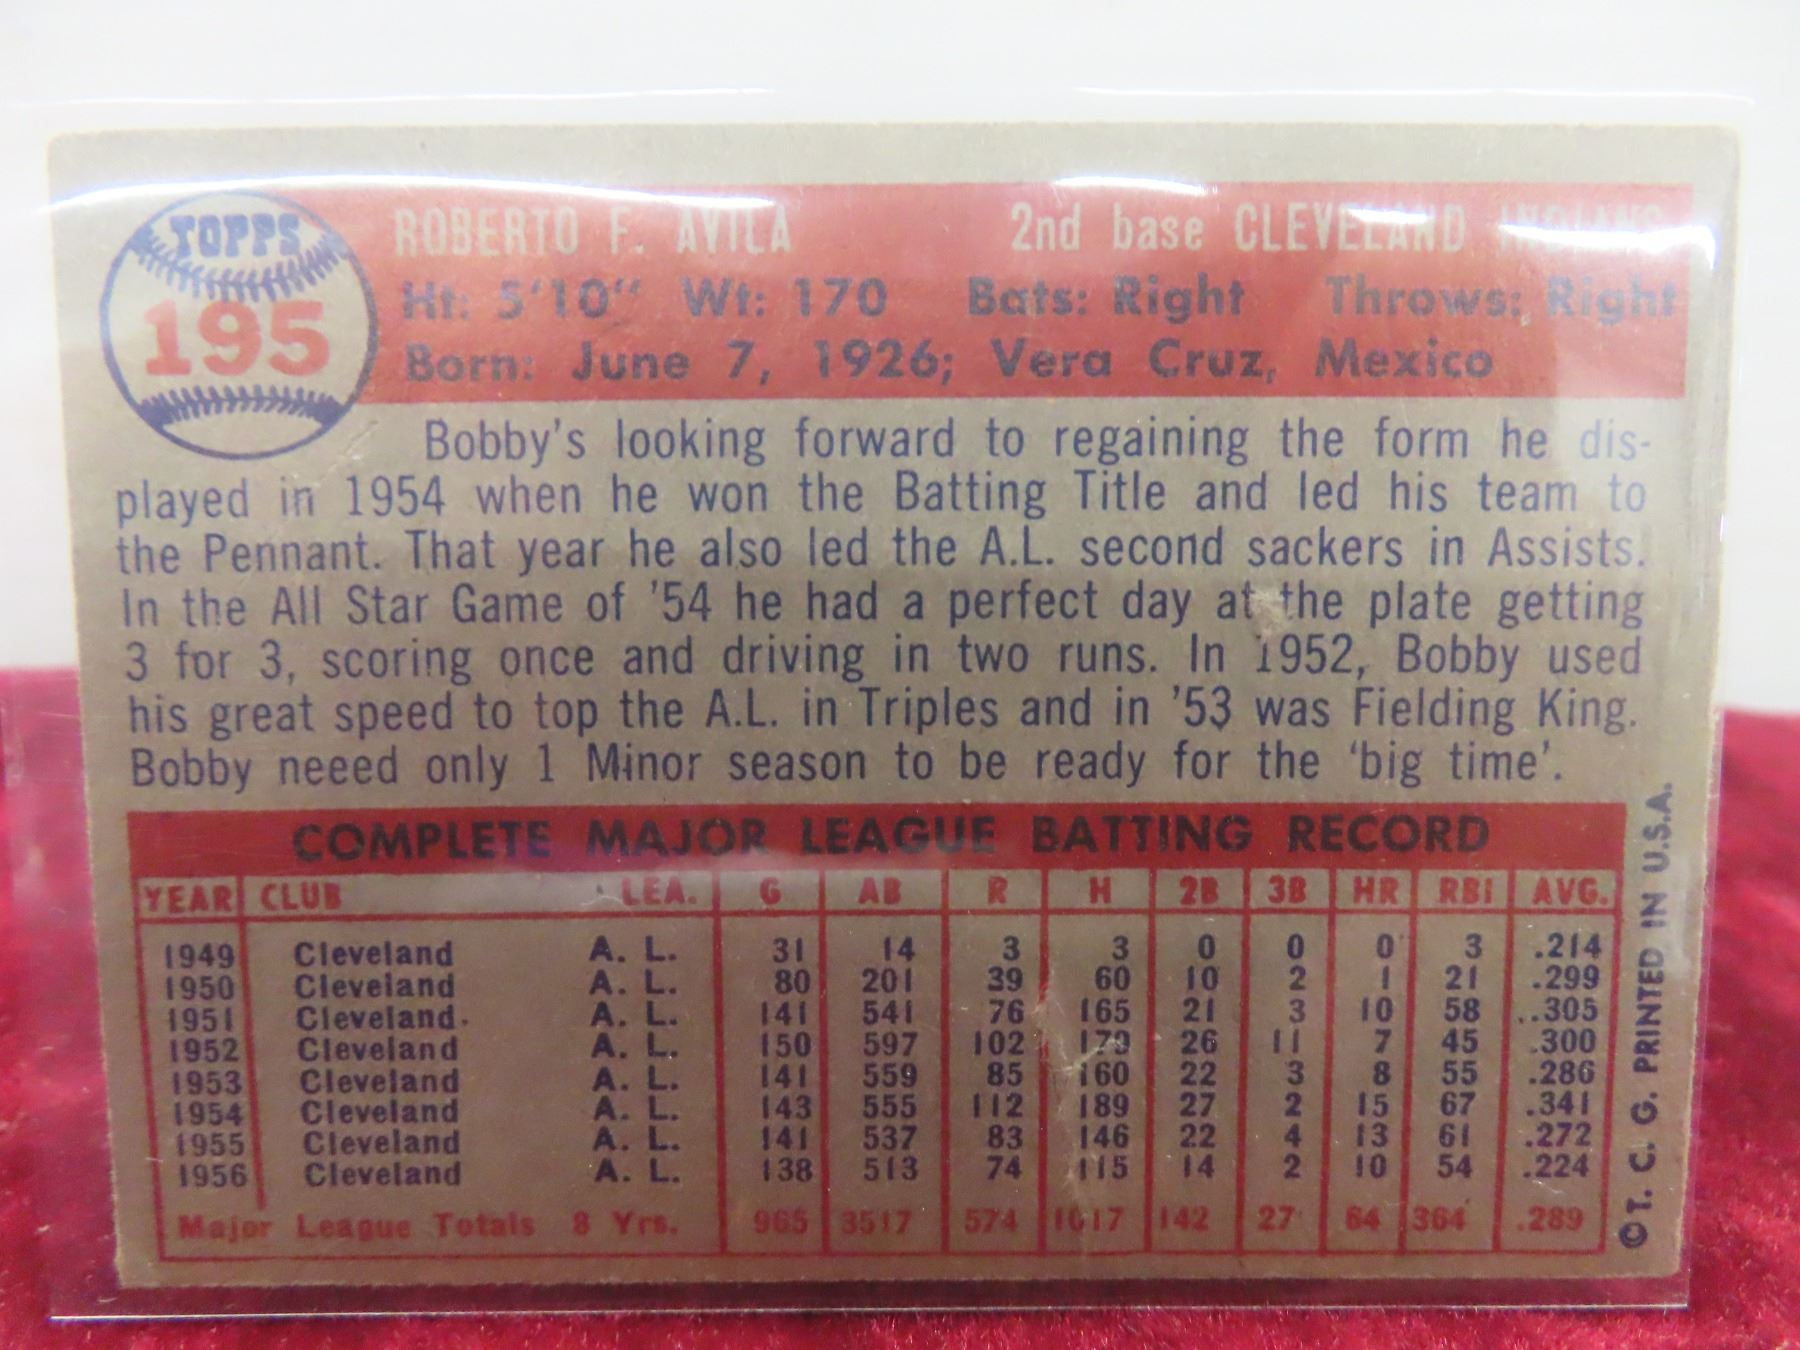 TOPPS
195
ROBERTO F. AVILA 2nd base CLEVELAND INDIANS
Ht: 5'10" Wt: 170 Bats: Right Throws: Right
Born: June 7, 1926; Vera Cruz, Mexico
Bobby's looking forward to regaining the form he dis-
played in 1954 when he won the Batting Title and led his team to
the Pennant. That year he also led the A.L. second sackers in Assists.
In the All Star Game of '54 he had a perfect day at the plate getting
3 for 3, scoring once and driving in two runs. In 1952, Bobby used
his great speed to top the A.L. in Triples and in '53 was Fielding King.
Bobby neeed only 1 Minor season to be ready for the 'big time'.
COMPLETE MAJOR LEAGUE BATTING RECORD
YEAR CLUB LEA. G AB R H 2B 3B HR RBI AVG.
1949 Cleveland A. L. 31 14 3 3 0 0 0 3 .214
1950 Cleveland A. L. 80 201 39 60 10 2 1 21 .299
1951 Cleveland A. L. 141 541 76 165 21 3 10 58 .305
1952 Cleveland A. L. 150 597 102 179 26 11 7 45 .300
1953 Cleveland A. L. 141 559 85 160 22 3 8 55 .286
1954 Cleveland A. L. 143 555 112 189 27 2 15 67 .341
1955 Cleveland A. L. 141 537 83 146 22 4 13 61 .272
1956 Cleveland A. L. 138 513 74 115 14 2 10 54 .224
Major League Totals 8 Yrs. 965 3517 574 1017 142 27 64 364 .289
©T. C. G. PRINTED IN U.S.A.